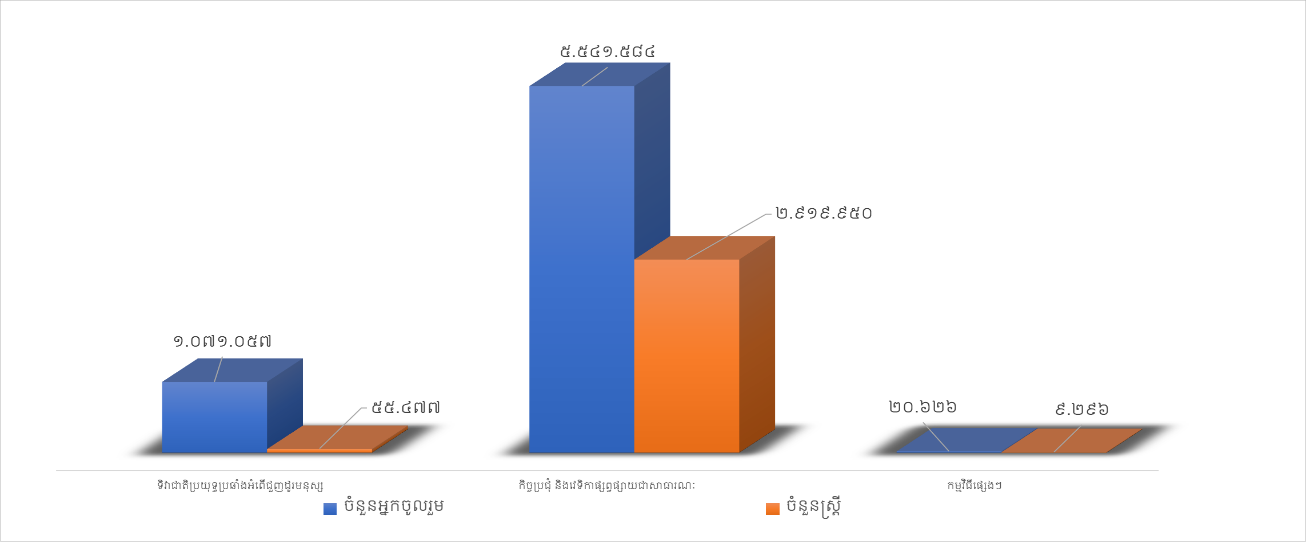 ៥.៥៤១.៥៨៤
២.៩១៩.៩៥០
១.០៧១.០៥៧
៥៥.៤៧៧
២០.៦២៦
៩.២៩៦
ទិវាជាតិប្រយុទ្ធប្រឆាំងអំពើជួញដូរមនុស្ស
កិច្ចប្រជុំ និងវេទិកាផ្សព្វផ្សាយជាសាធារណៈ
កម្មវិធីផ្សេងៗ
ចំនួនអ្នកចូលរួម
ចំនួនស្ត្រី